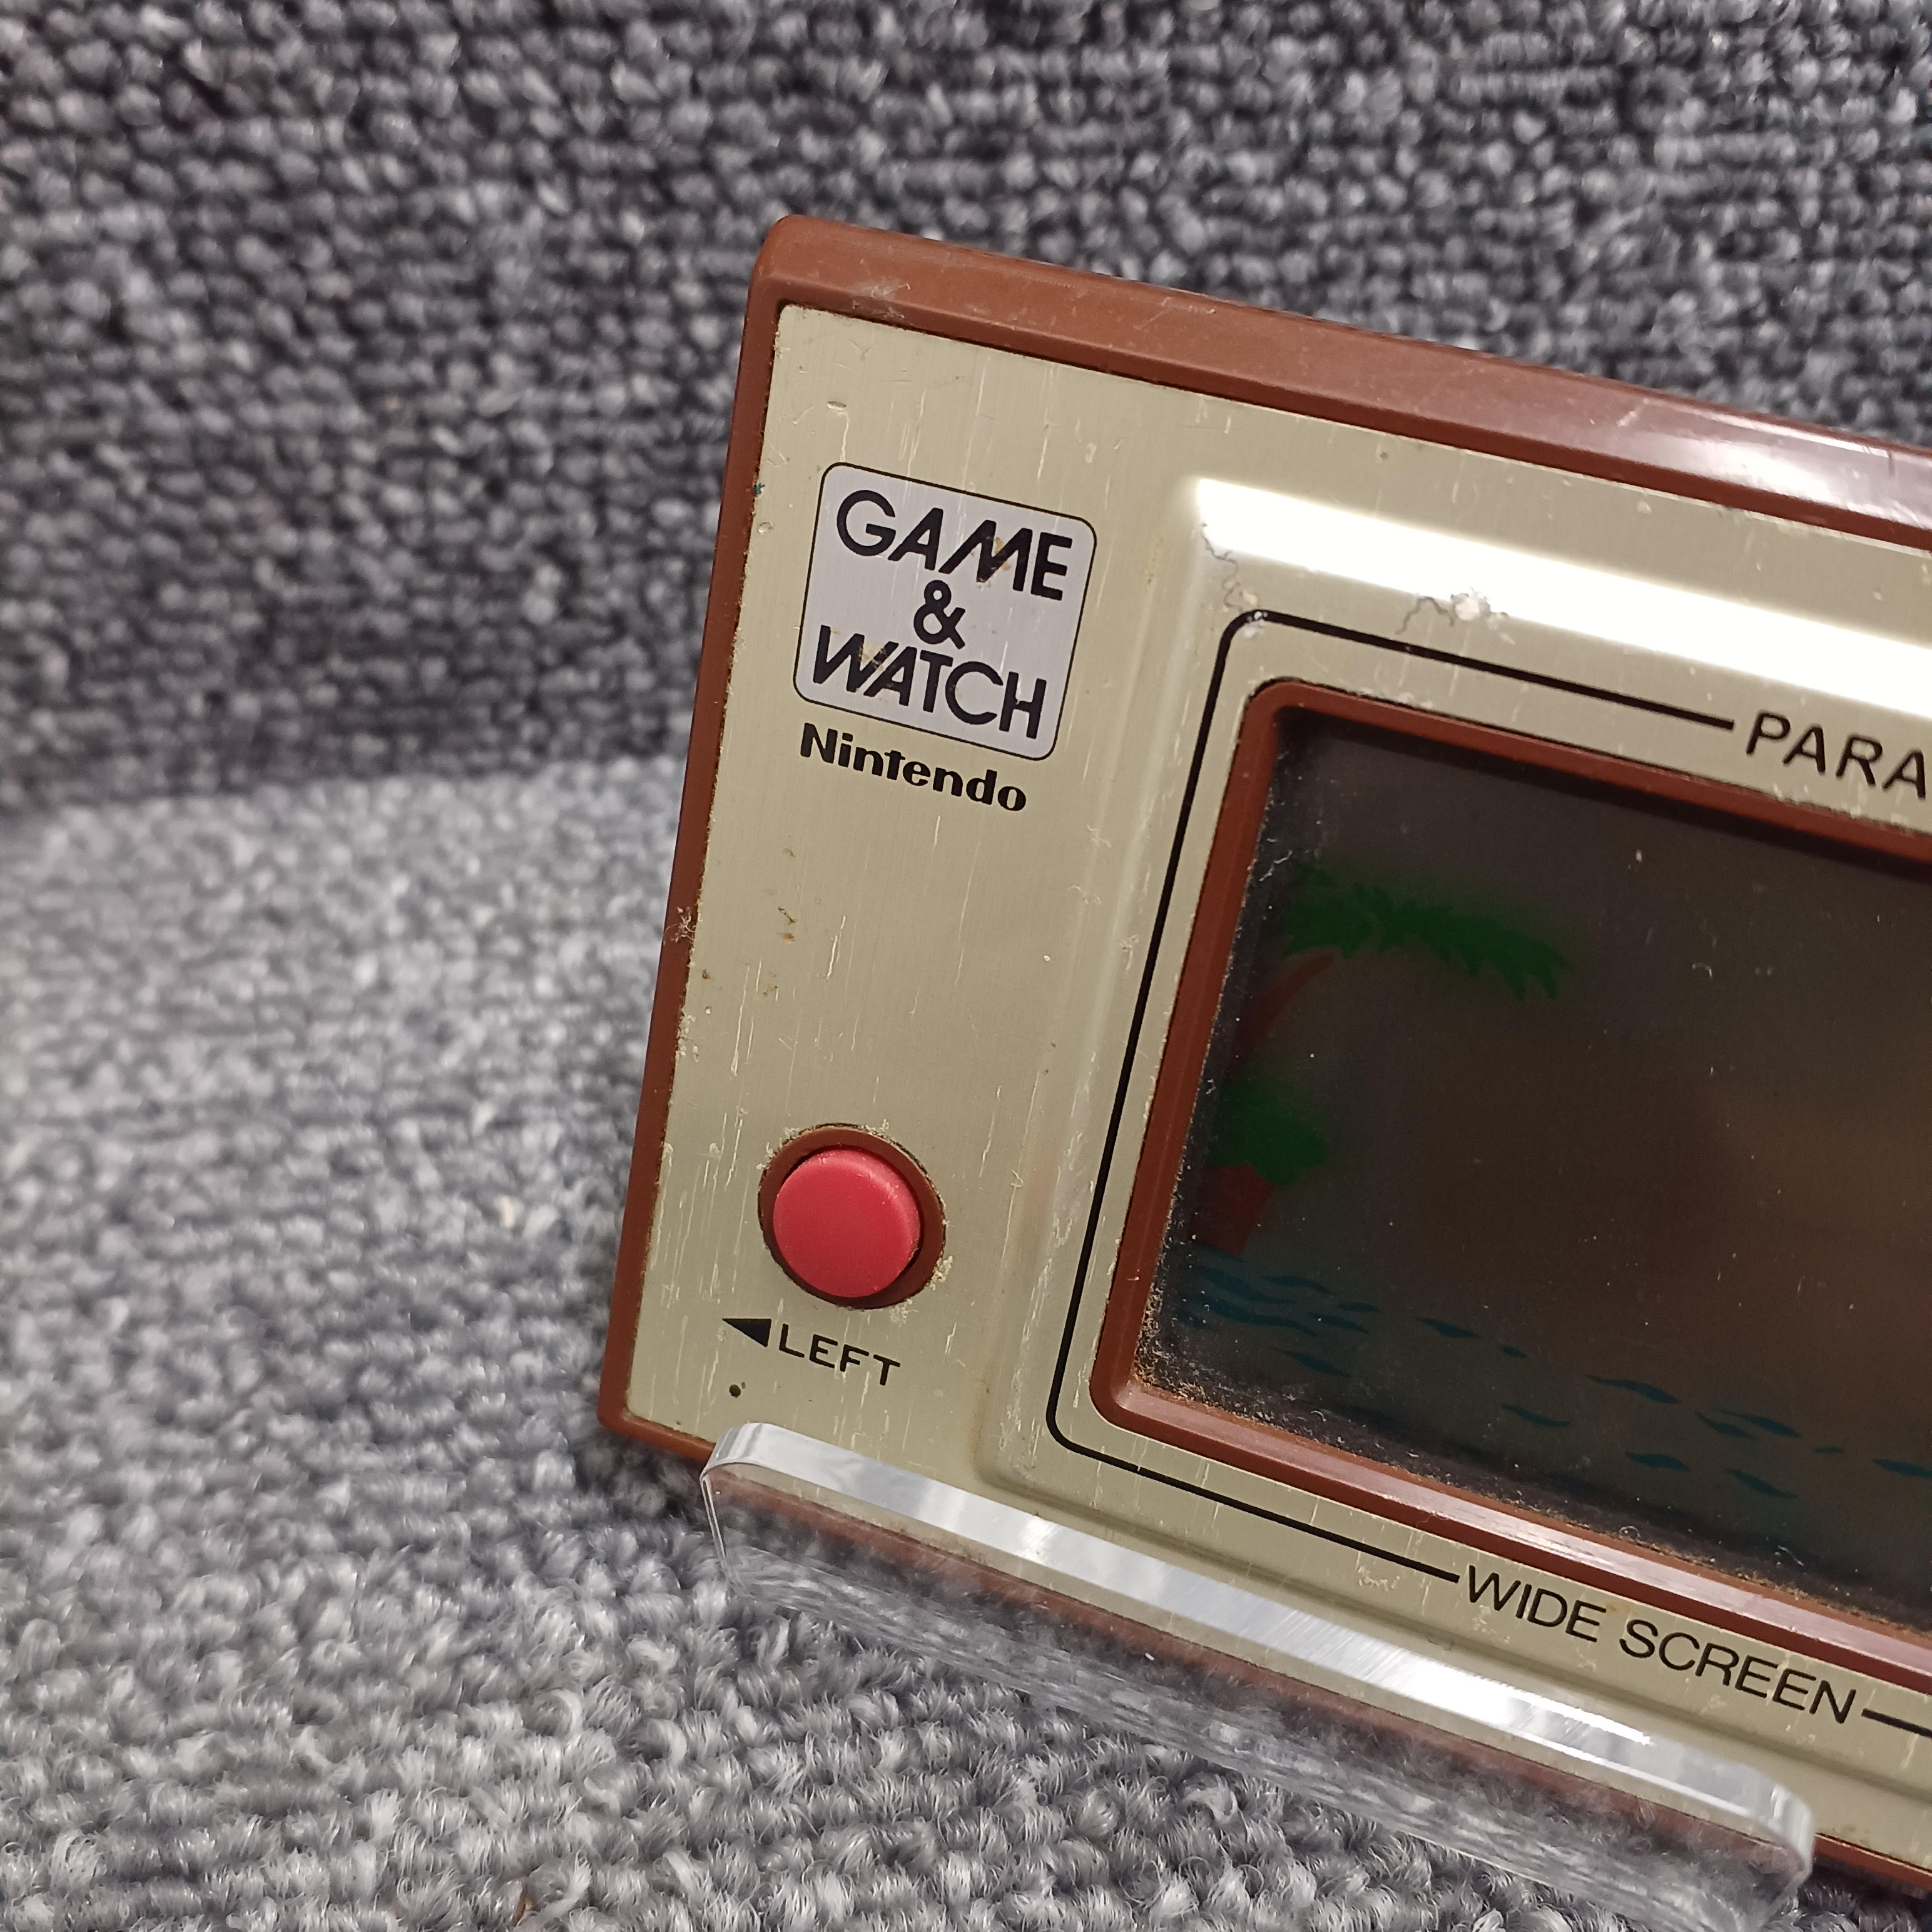 GAME
&
WATCH
Nintendo
PARA
◀LEFT
WIDE SCREEN